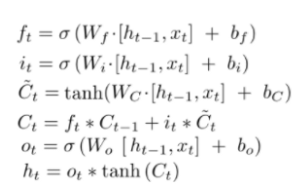 f_t = σ (W_f·[h_{t−1}, x_t] + b_f)
i_t = σ (W_i·[h_{t−1}, x_t] + b_i)
C̃_t = tanh(W_C·[h_{t−1}, x_t] + b_C)
C_t = f_t * C_{t−1} + i_t * C̃_t
o_t = σ (W_o [h_{t−1}, x_t] + b_o)
h_t = o_t * tanh (C_t)